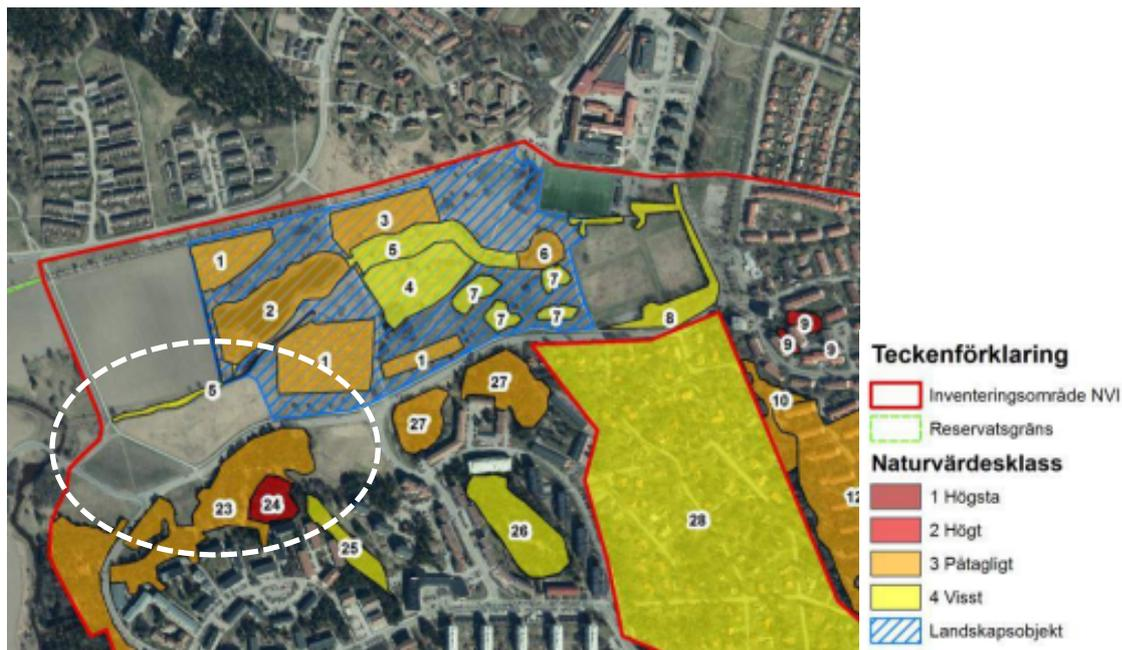 3
1
5
6
2
4
7
7
7
7
8
1
1
9
9
9
5
27
27
10
23
24
12
25
26
28
Teckenförklaring
Inventeringsområde NVI
Reservatsgräns
Naturvärdesklass
1 Högsta
2 Högt
3 Påtagligt
4 Visst
Landskapsobjekt